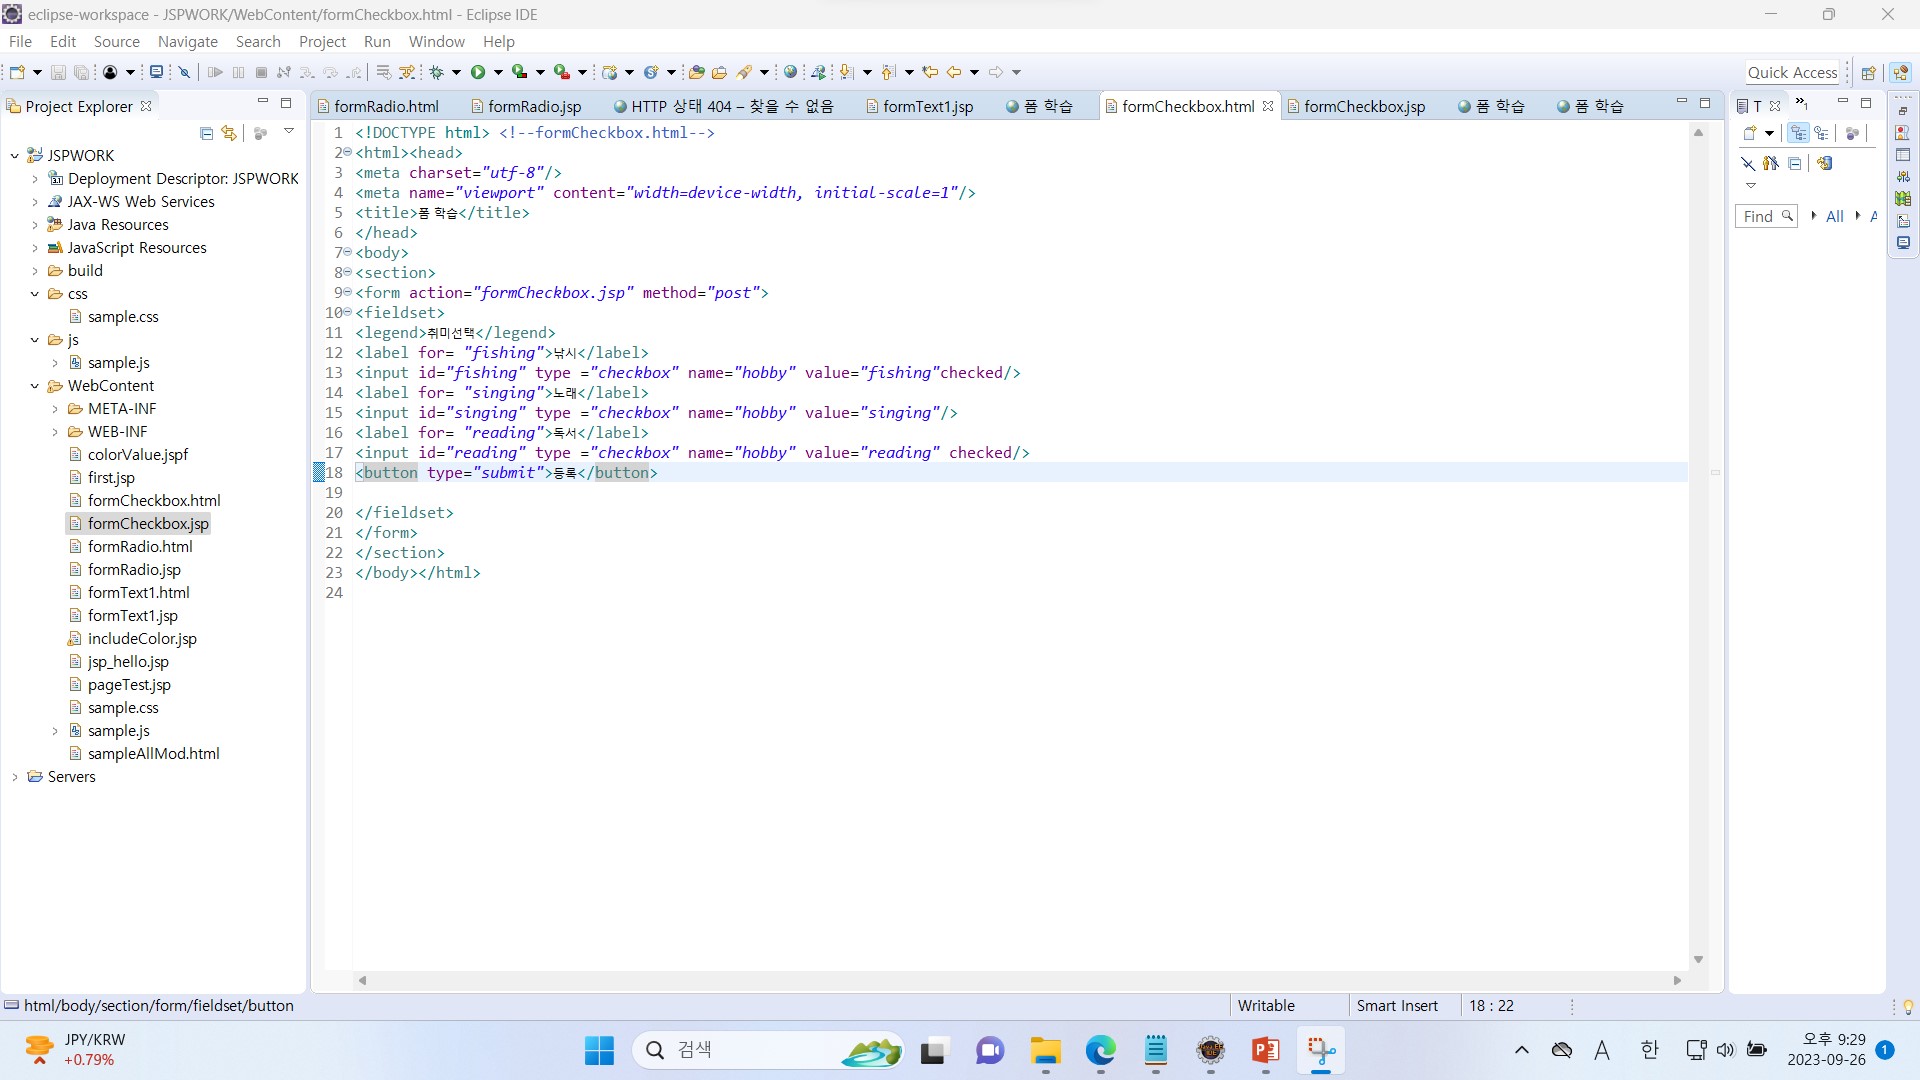 eclipse-workspace - JSPWORK/WebContent/formCheckbox.html - Eclipse IDE
File Edit Source Navigate Search Project Run Window Help
Quick Access
Project Explorer
JSPWORK
Deployment Descriptor: JSPWORK
JAX-WS Web Services
Java Resources
JavaScript Resources
build
css
sample.css
js
sample.js
WebContent
META-INF
WEB-INF
colorValue.jspf
first.jsp
formCheckbox.html
formCheckbox.jsp
formRadio.html
formRadio.jsp
formText1.html
formText1.jsp
includeColor.jsp
jsp_hello.jsp
pageTest.jsp
sample.css
sample.js
sampleAllMod.html
Servers
formRadio.html formRadio.jsp HTTP 상태 404 – 찾을 수 없음 formText1.jsp 폼 학습 formCheckbox.html formCheckbox.jsp 폼 학습 폼 학습
1 <!DOCTYPE html> <!--formCheckbox.html-->
2 <html><head>
3 <meta charset="utf-8"/>
4 <meta name="viewport" content="width=device-width, initial-scale=1"/>
5 <title>폼 학습</title>
6 </head>
7 <body>
8 <section>
9 <form action="formCheckbox.jsp" method="post">
10 <fieldset>
11 <legend>취미선택</legend>
12 <label for= "fishing">낚시</label>
13 <input id="fishing" type ="checkbox" name="hobby" value="fishing"checked/>
14 <label for= "singing">노래</label>
15 <input id="singing" type ="checkbox" name="hobby" value="singing"/>
16 <label for= "reading">독서</label>
17 <input id="reading" type ="checkbox" name="hobby" value="reading" checked/>
18 <button type="submit">등록</button>
19
20 </fieldset>
21 </form>
22 </section>
23 </body></html>
24
T »1
Find All A
html/body/section/form/fieldset/button
Writable Smart Insert 18 : 22
JPY/KRW
+0.79%
검색
A 한
오후 9:29
2023-09-26
1